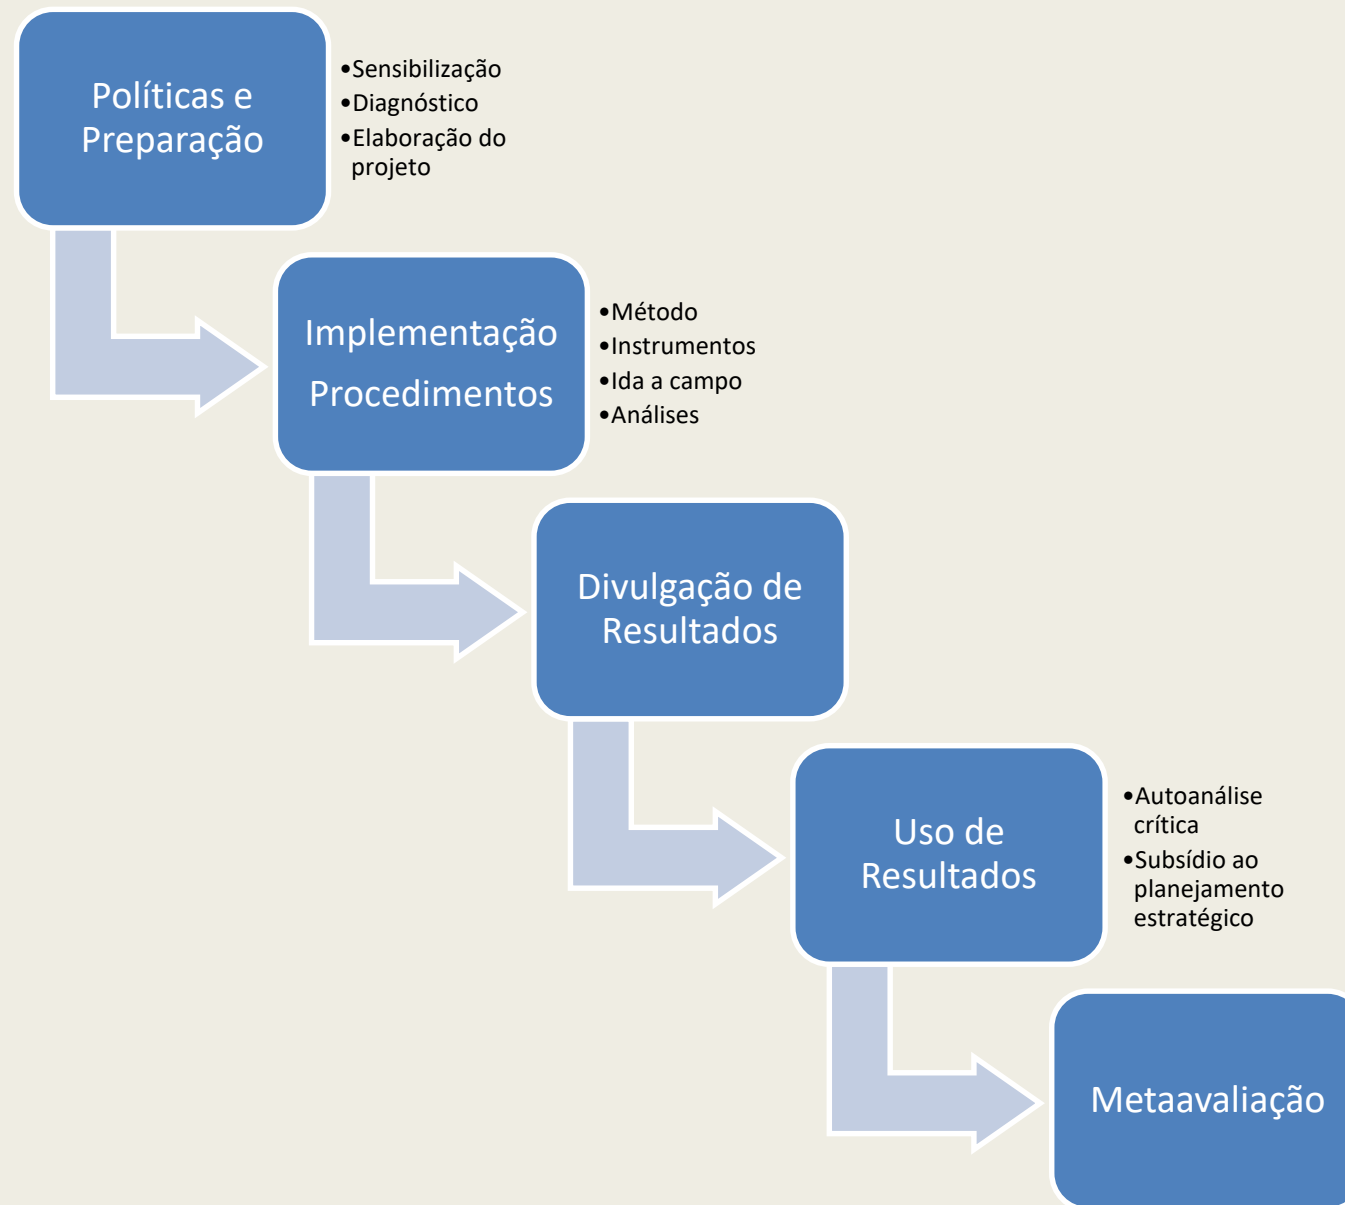 Políticas e
Preparação
•Sensibilização
•Diagnóstico
•Elaboração do
projeto
Implementação
Procedimentos
•Método
•Instrumentos
•Ida a campo
•Análises
Divulgação de
Resultados
Uso de
Resultados
•Autoanálise
crítica
•Subsídio ao
planejamento
estratégico
Metaavaliação